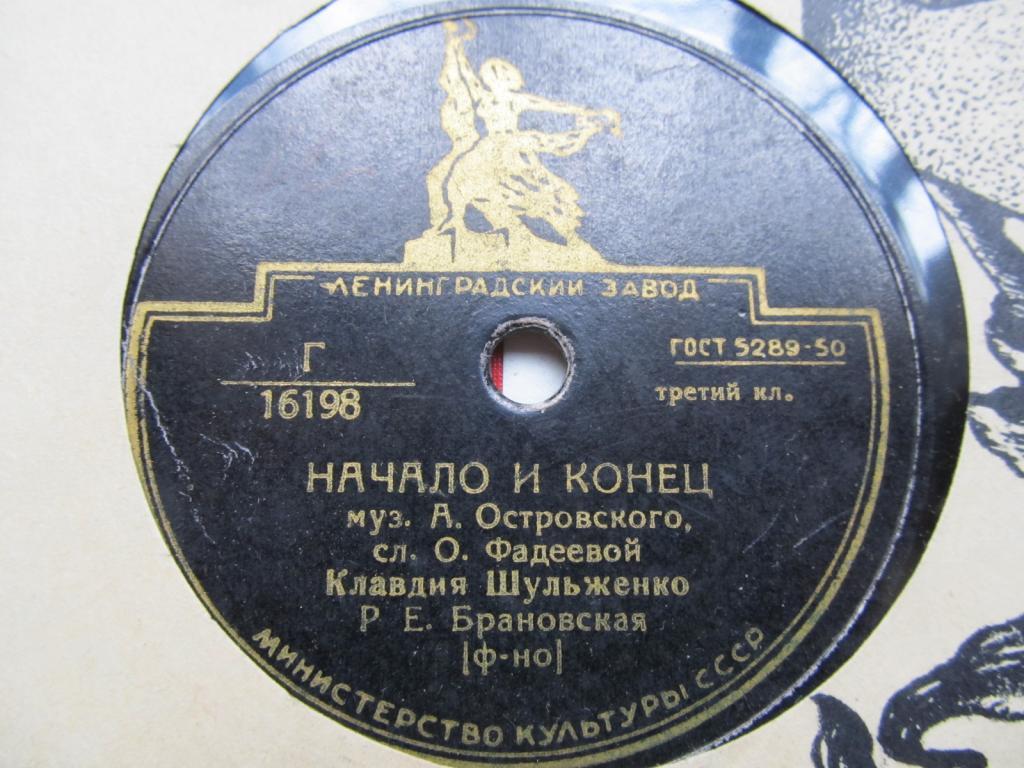 ЛЕНИНГРАДСКИЙ ЗАВОД
Г
16198
ГОСТ 5289-50
третий кл.
НАЧАЛО И КОНЕЦ
муз. А. Островского,
сл. О. Фадеевой
Клавдия Шульженко
Р Е. Брановская
(ф-но)
МИНИСТЕРСТВО КУЛЬТУРЫ СССР